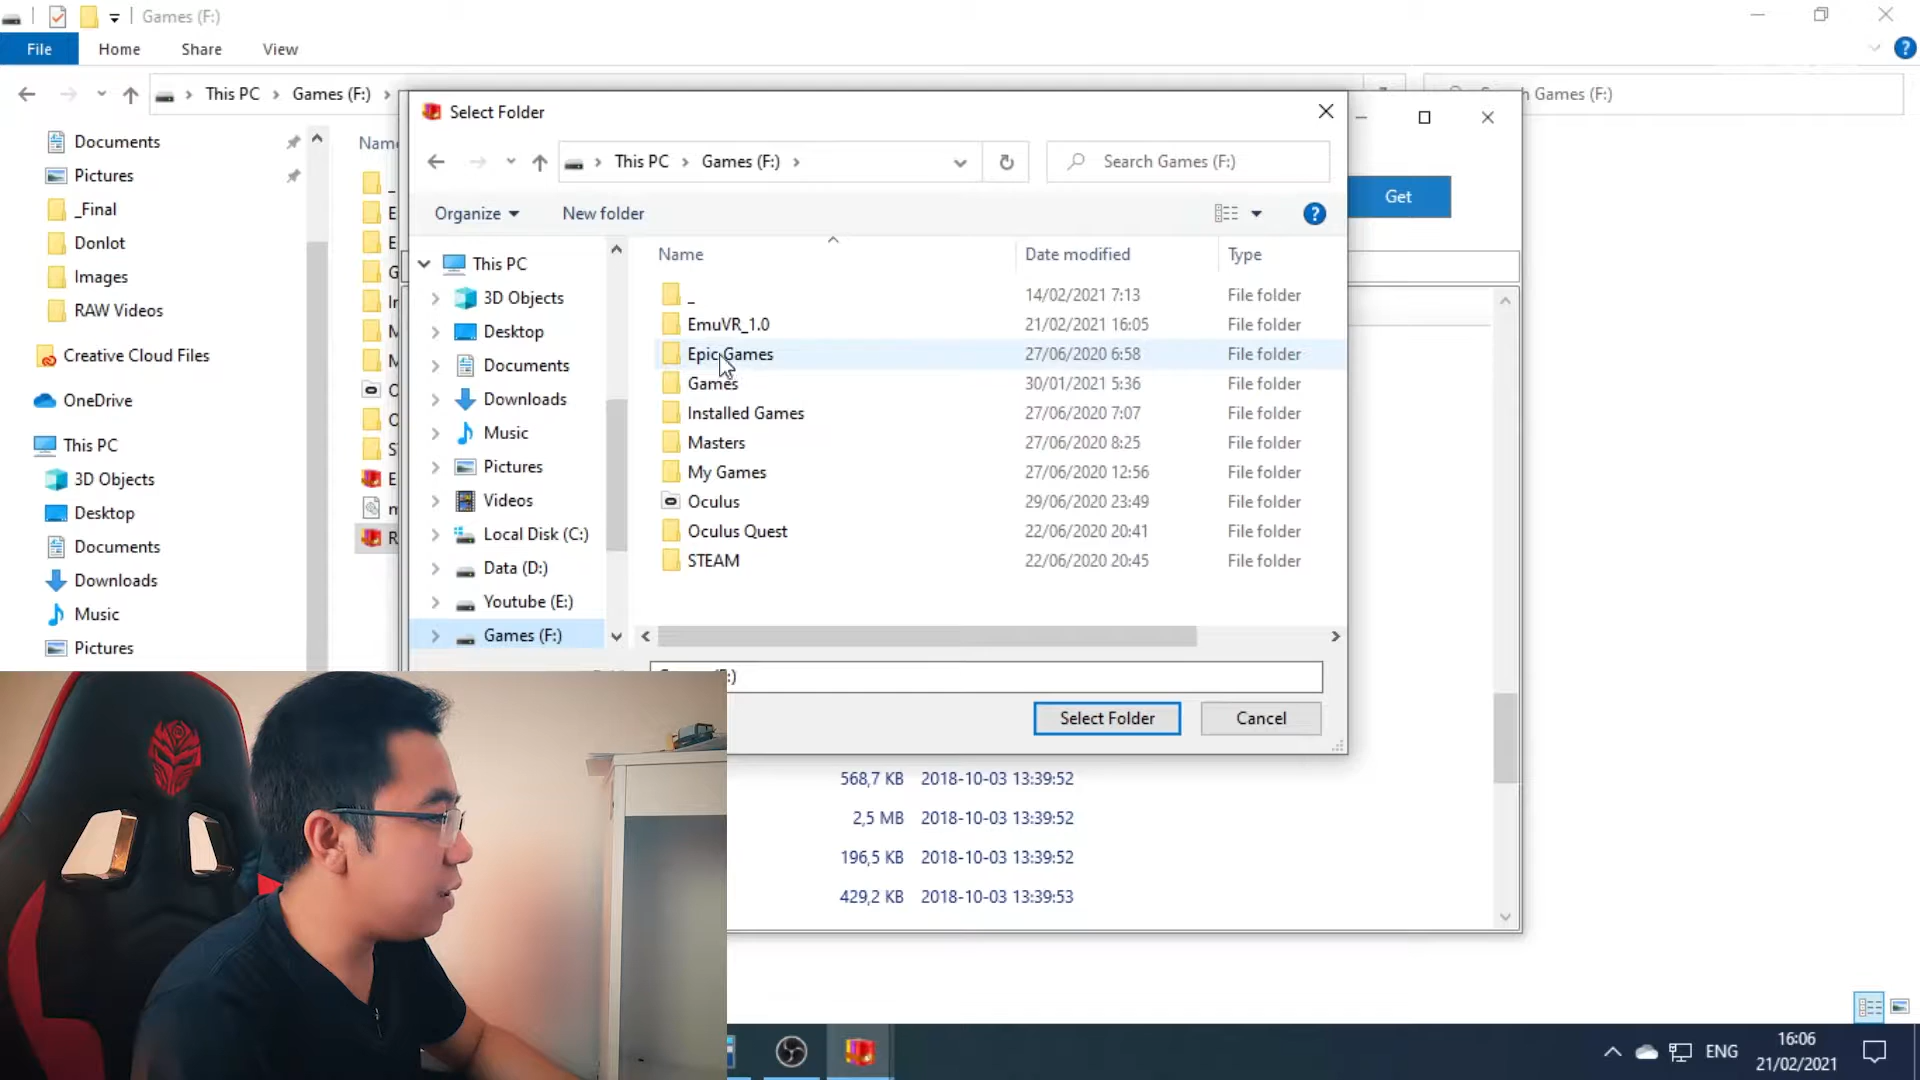 Games (F:)
File Home Share View
This PC Games (F:)
h Games (F:)
Documents
Pictures
_Final
Donlot
Images
RAW Videos
Creative Cloud Files
OneDrive
This PC
3D Objects
Desktop
Documents
Downloads
Music
Pictures
Select Folder
This PC Games (F:)
Search Games (F:)
Get
Organize New folder
This PC
3D Objects
Desktop
Documents
Downloads
Music
Pictures
Videos
Local Disk (C:)
Data (D:)
Youtube (E:)
Games (F:)
Name Date modified Type
_ 14/02/2021 7:13 File folder
EmuVR_1.0 21/02/2021 16:05 File folder
Epic Games 27/06/2020 6:58 File folder
Games 30/01/2021 5:36 File folder
Installed Games 27/06/2020 7:07 File folder
Masters 27/06/2020 8:25 File folder
My Games 27/06/2020 12:56 File folder
Oculus 29/06/2020 23:49 File folder
Oculus Quest 22/06/2020 20:41 File folder
STEAM 22/06/2020 20:45 File folder
Select Folder Cancel
568,7 KB 2018-10-03 13:39:52
2,5 MB 2018-10-03 13:39:52
196,5 KB 2018-10-03 13:39:52
429,2 KB 2018-10-03 13:39:53
ENG
16:06
21/02/2021